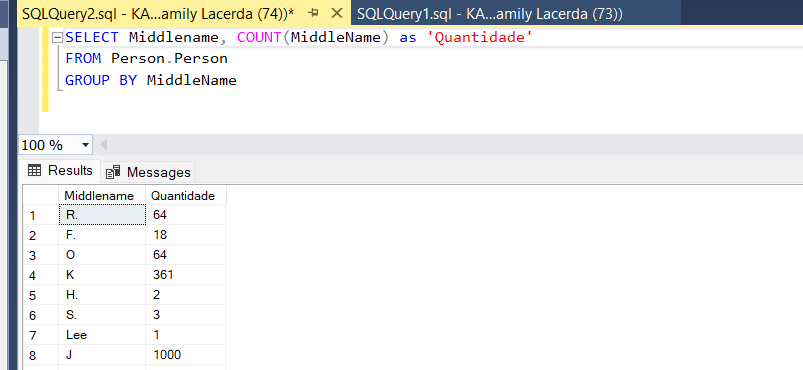 SQLQuery2.sql - KA...amily Lacerda (74))* SQLQuery1.sql - KA...amily Lacerda (73))
SELECT Middlename, COUNT(MiddleName) as 'Quantidade'
FROM Person.Person
GROUP BY MiddleName
100 %
Results Messages
Middlename Quantidade
1 R. 64
2 F. 18
3 O 64
4 K 361
5 H. 2
6 S. 3
7 Lee 1
8 J 1000